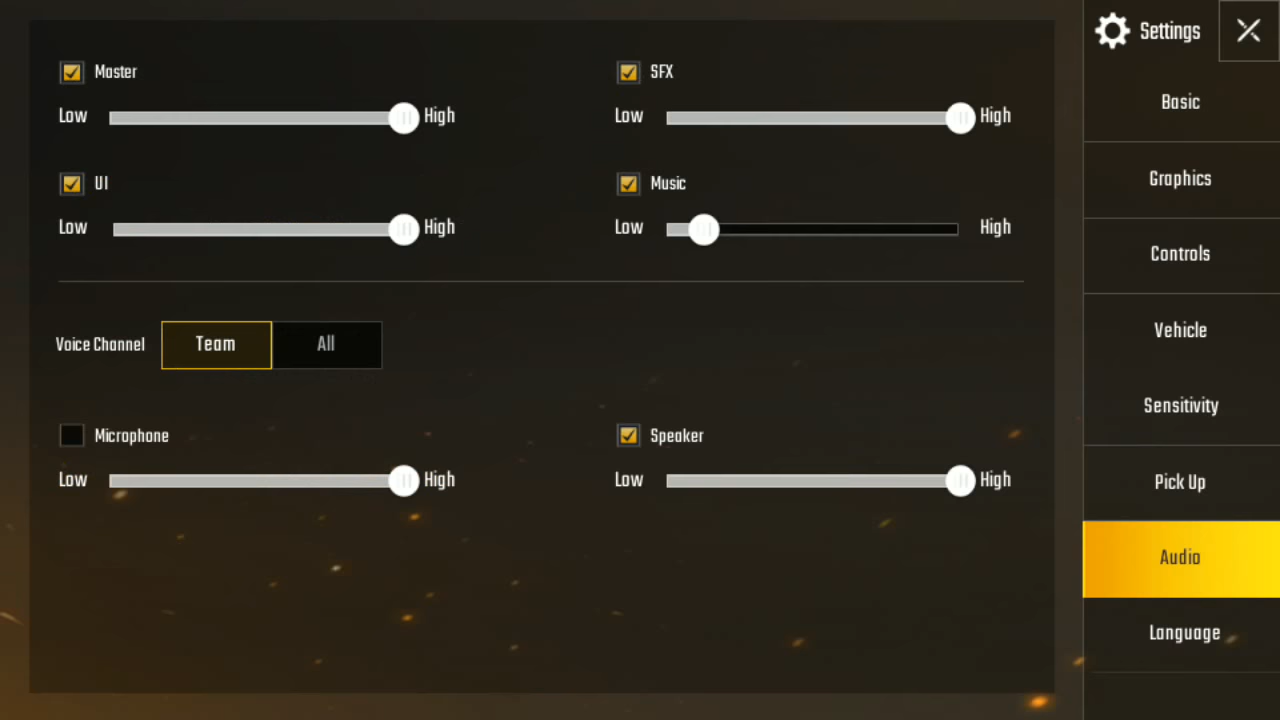 Master
Low High
SFX
Low High
UI
Low High
Music
Low High
Voice Channel Team All
Microphone
Low High
Speaker
Low High
Settings
Basic
Graphics
Controls
Vehicle
Sensitivity
Pick Up
Audio
Language